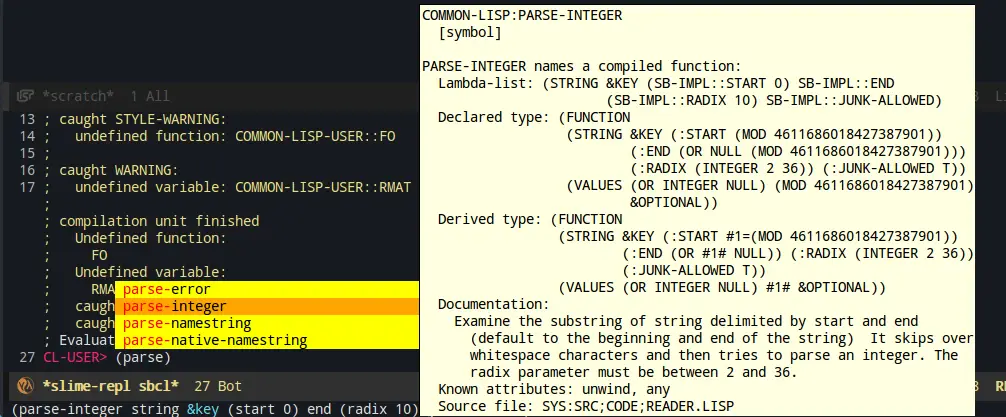 COMMON-LISP:PARSE-INTEGER
[symbol]
PARSE-INTEGER names a compiled function:
Lambda-list: (STRING &KEY (SB-IMPL::START 0) SB-IMPL::END
(SB-IMPL::RADIX 10) SB-IMPL::JUNK-ALLOWED)
Declared type: (FUNCTION
(STRING &KEY (:START (MOD 4611686018427387901))
(:END (OR NULL (MOD 4611686018427387901)))
(:RADIX (INTEGER 2 36)) (:JUNK-ALLOWED T))
(VALUES (OR INTEGER NULL) (MOD 4611686018427387901)
&OPTIONAL))
Derived type: (FUNCTION
(STRING &KEY (:START #1=(MOD 4611686018427387901))
(:END (OR #1# NULL)) (:RADIX (INTEGER 2 36))
(:JUNK-ALLOWED T))
(VALUES (OR INTEGER NULL) #1# &OPTIONAL))
Documentation:
Examine the substring of string delimited by start and end
(default to the beginning and end of the string)  It skips over
whitespace characters and then tries to parse an integer. The
radix parameter must be between 2 and 36.
Known attributes: unwind, any
Source file: SYS:SRC;CODE;READER.LISP
*scratch* 1 All
13 ; caught STYLE-WARNING:
14 ;   undefined function: COMMON-LISP-USER::FO
15 ;
16 ; caught WARNING:
17 ;   undefined variable: COMMON-LISP-USER::RMAT
;
; compilation unit finished
;   Undefined function:
;     FO
;   Undefined variable:
;     RMA parse-error
;   caugh parse-integer
;   caugh parse-namestring
; Evaluat parse-native-namestring
27 CL-USER> (parse)
*slime-repl sbcl* 27 Bot
(parse-integer string &key (start 0) end (radix 10)